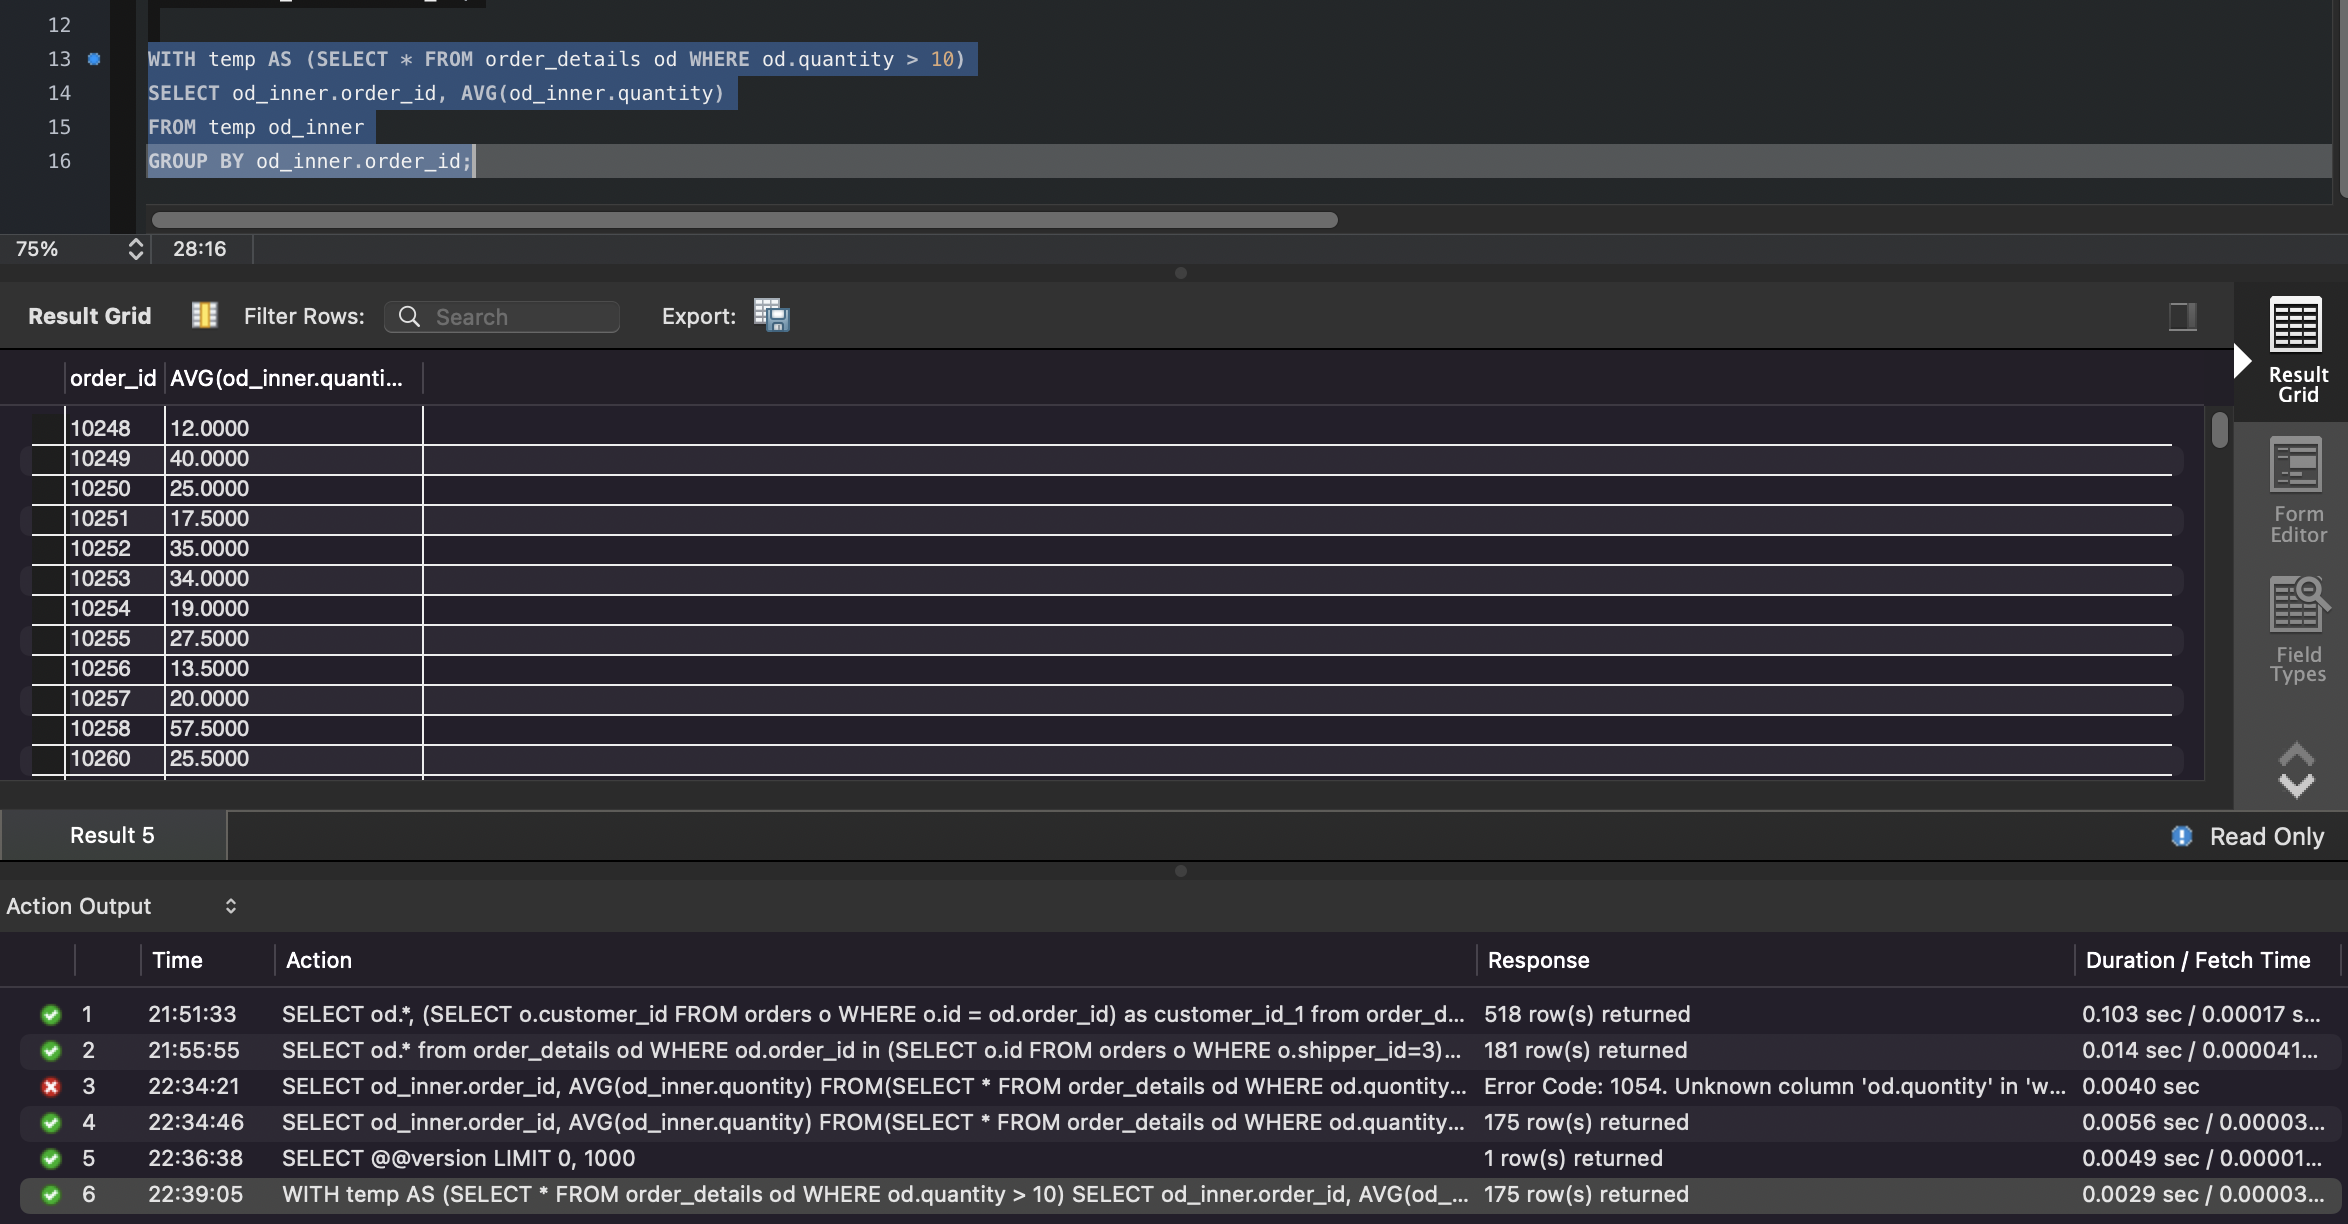 12
13 WITH temp AS (SELECT * FROM order_details od WHERE od.quantity > 10)
14 SELECT od_inner.order_id, AVG(od_inner.quantity)
15 FROM temp od_inner
16 GROUP BY od_inner.order_id;
75% 28:16
Result Grid Filter Rows: Search Export:
order_id AVG(od_inner.quanti...
10248 12.0000
10249 40.0000
10250 25.0000
10251 17.5000
10252 35.0000
10253 34.0000
10254 19.0000
10255 27.5000
10256 13.5000
10257 20.0000
10258 57.5000
10260 25.5000
Result
Grid
Form
Editor
Field
Types
Result 5 Read Only
Action Output
Time Action Response Duration / Fetch Time
1 21:51:33 SELECT od.*, (SELECT o.customer_id FROM orders o WHERE o.id = od.order_id) as customer_id_1 from order_d... 518 row(s) returned 0.103 sec / 0.00017 s...
2 21:55:55 SELECT od.* from order_details od WHERE od.order_id in (SELECT o.id FROM orders o WHERE o.shipper_id=3)... 181 row(s) returned 0.014 sec / 0.000041...
3 22:34:21 SELECT od_inner.order_id, AVG(od_inner.quontity) FROM(SELECT * FROM order_details od WHERE od.quontity... Error Code: 1054. Unknown column 'od.quontity' in 'w... 0.0040 sec
4 22:34:46 SELECT od_inner.order_id, AVG(od_inner.quantity) FROM(SELECT * FROM order_details od WHERE od.quantity... 175 row(s) returned 0.0056 sec / 0.00003...
5 22:36:38 SELECT @@version LIMIT 0, 1000 1 row(s) returned 0.0049 sec / 0.00001...
6 22:39:05 WITH temp AS (SELECT * FROM order_details od WHERE od.quantity > 10) SELECT od_inner.order_id, AVG(od_... 175 row(s) returned 0.0029 sec / 0.00003...